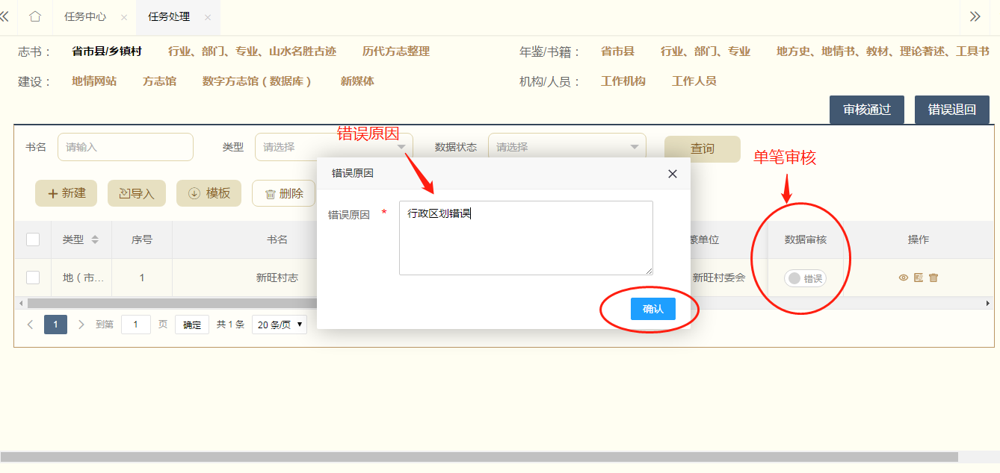 任务中心 任务处理
志书： 省市县/乡镇村 行业、部门、专业、山水名胜古迹 历代方志整理 年鉴/书籍： 省市县 行业、部门、专业 地方史、地情书、教材、理论著述、工具书
建设： 地情网站 方志馆 数字方志馆（数据库） 新媒体 机构/人员： 工作机构 工作人员
审核通过 错误退回
错误原因
书名 请输入 类型 请选择 数据状态 请选择 查询
单笔审核
错误原因
新建 导入 模板 删除
错误原因 * 行政区划错误
类型 序号 书名 单位 数据审核 操作
地（市… 1 新旺村志 新旺村委会 错误
确认
1 到第 1 页 确定 共 1 条 20 条/页